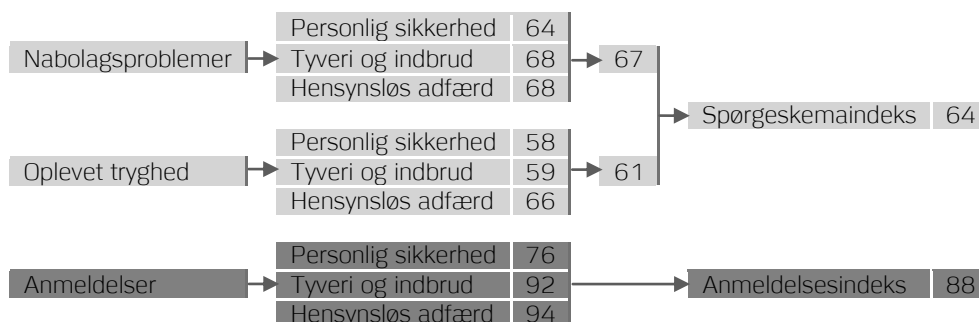 Personlig sikkerhed 64
Nabolagsproblemer Tyveri og indbrud 68 67
Hensynsløs adfærd 68
Spørgeskemaindeks 64
Personlig sikkerhed 58
Oplevet tryghed Tyveri og indbrud 59 61
Hensynsløs adfærd 66
Personlig sikkerhed 76
Anmeldelser Tyveri og indbrud 92 Anmeldelsesindeks 88
Hensynsløs adfærd 94